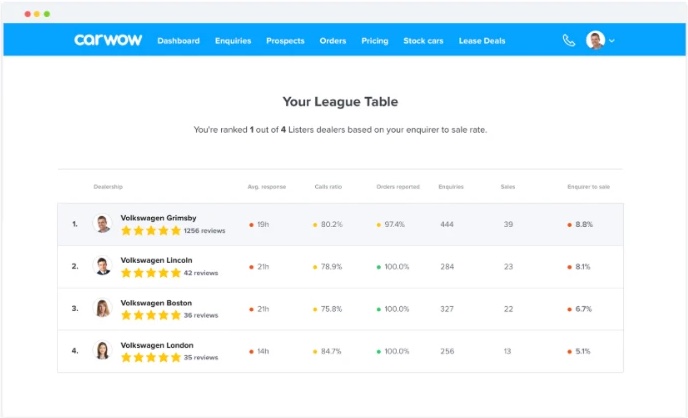 carwow Dashboard Enquiries Prospects Orders Pricing Stock cars Lease Deals
Your League Table
You're ranked 1 out of 4 Listers dealers based on your enquirer to sale rate.
Dealership Avg. response Calls ratio Orders reported Enquiries Sales Enquirer to sale
1. Volkswagen Grimsby 1256 reviews 19h 80.2% 97.4% 444 39 8.8%
2. Volkswagen Lincoln 42 reviews 21h 78.9% 100.0% 284 23 8.1%
3. Volkswagen Boston 36 reviews 21h 75.8% 100.0% 327 22 6.7%
4. Volkswagen London 35 reviews 14h 84.7% 100.0% 256 13 5.1%